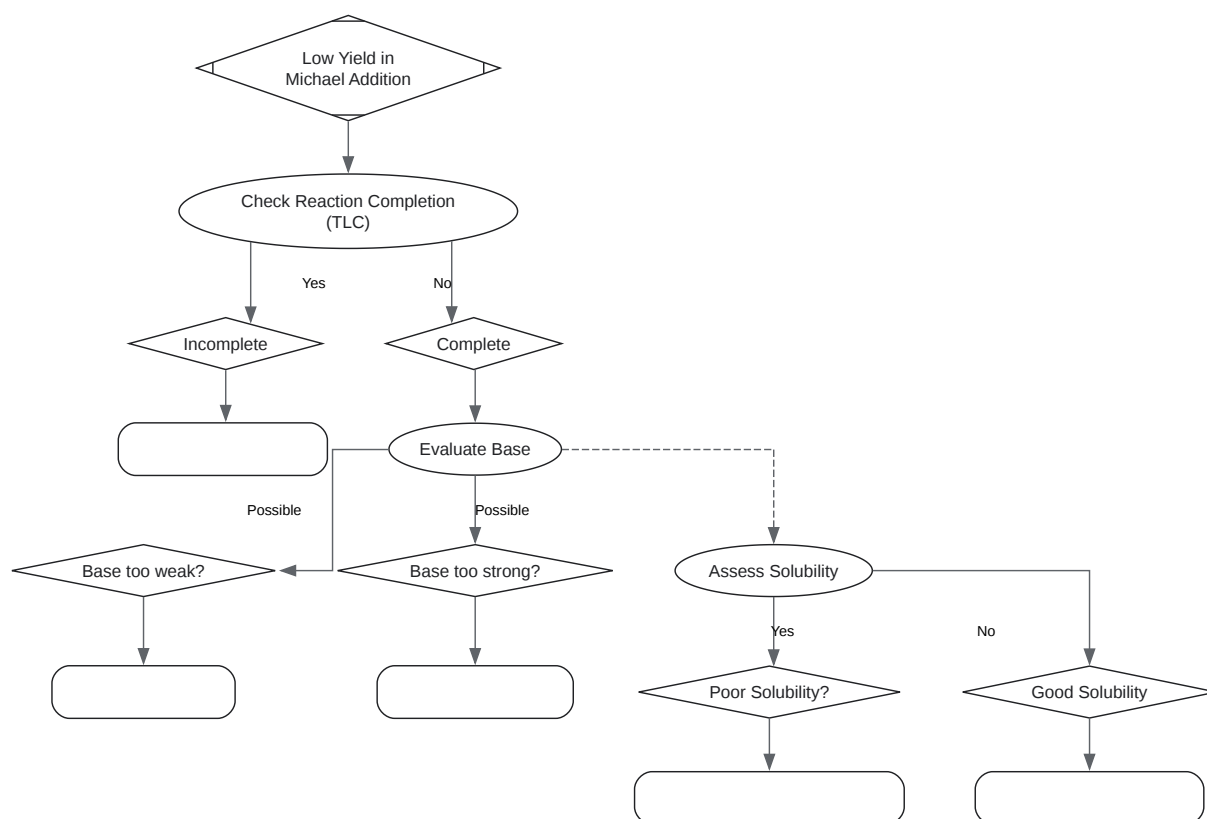 Low Yield in
Michael Addition
Check Reaction Completion
(TLC)
Yes
No
Incomplete
Complete
Evaluate Base
Possible
Possible
Base too weak?
Base too strong?
Assess Solubility
Yes
No
Poor Solubility?
Good Solubility